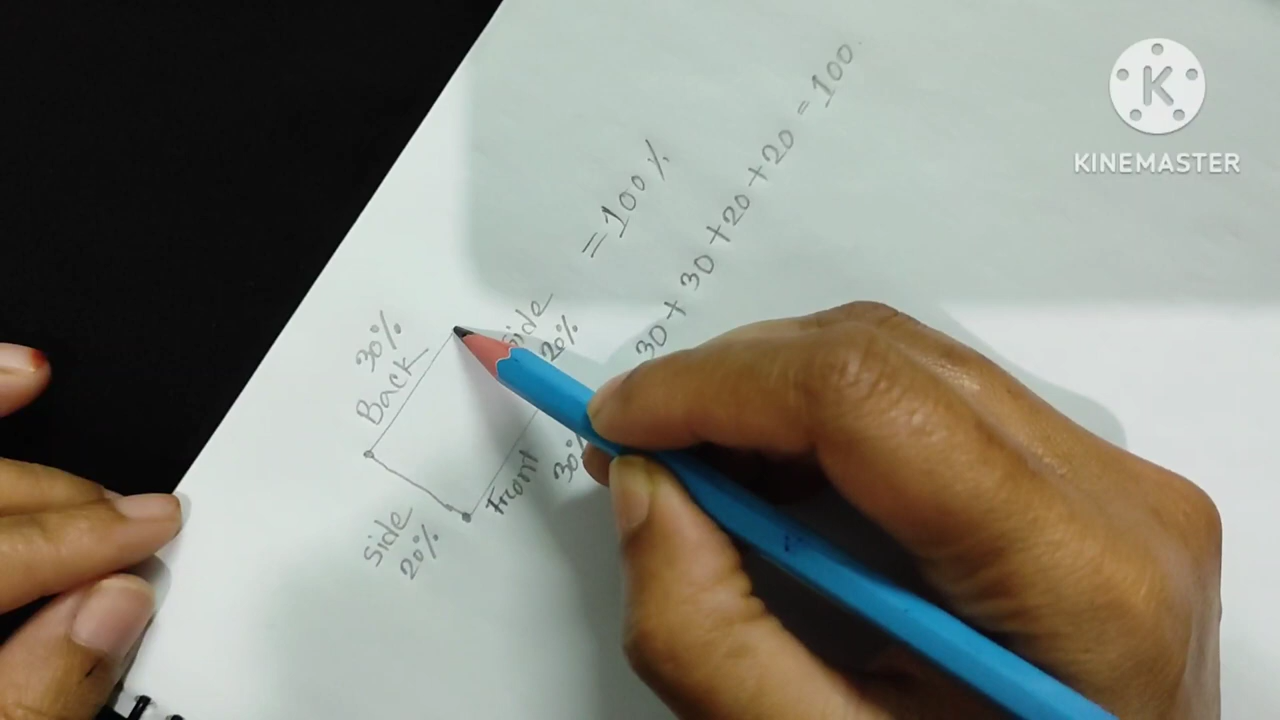 30%
Back
side
20%
Front
30%
side
20%
= 100%
30 + 30 + 20 + 20 = 100
K
KINEMASTER